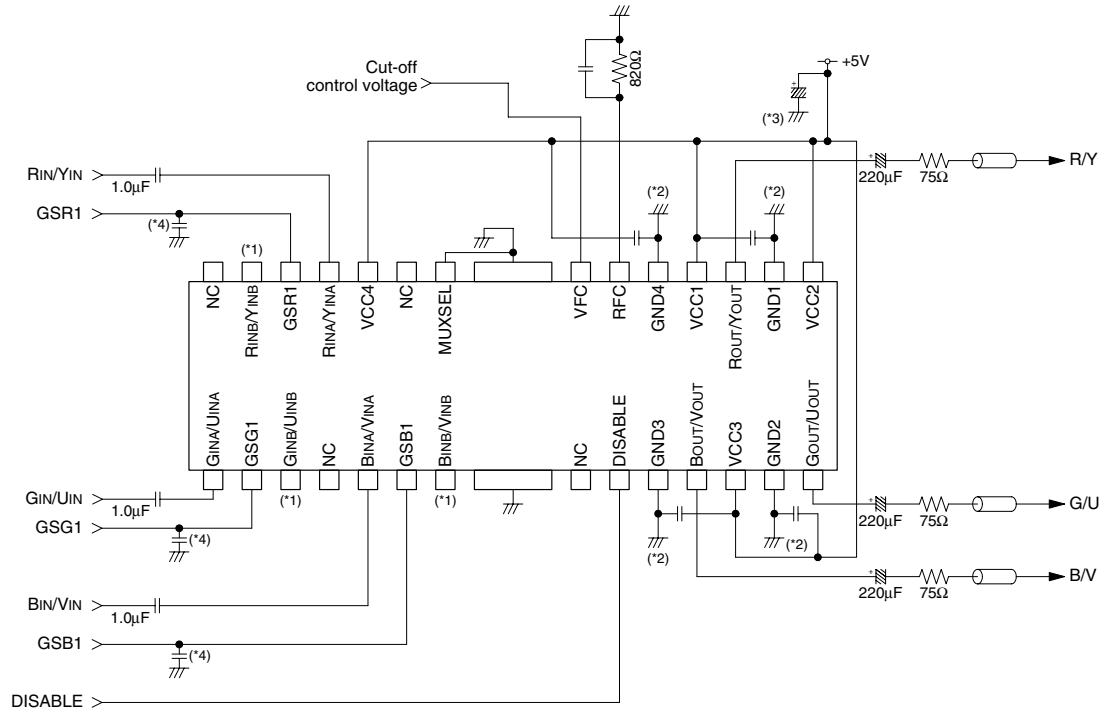 +5V
820Ω
Cut-off
control voltage
(*3)
RIN/YIN
1.0μF
220μF
75Ω
R/Y
GSR1
(*4)
(*2)
(*2)
(*1)
NC
RINB/YINB
GSR1
RINA/YINA
VCC4
NC
MUXSEL
VFC
RFC
GND4
VCC1
ROUT/YOUT
GND1
VCC2
GINA/UINA
GSG1
GINB/UINB
NC
BINA/VINA
GSB1
BINB/VINB
NC
DISABLE
GND3
BOUT/VOUT
VCC3
GND2
GOUT/UOUT
GIN/UIN
1.0μF
(*1)
(*1)
220μF
75Ω
G/U
GSG1
(*4)
(*2)
(*2)
220μF
75Ω
B/V
BIN/VIN
1.0μF
GSB1
(*4)
DISABLE